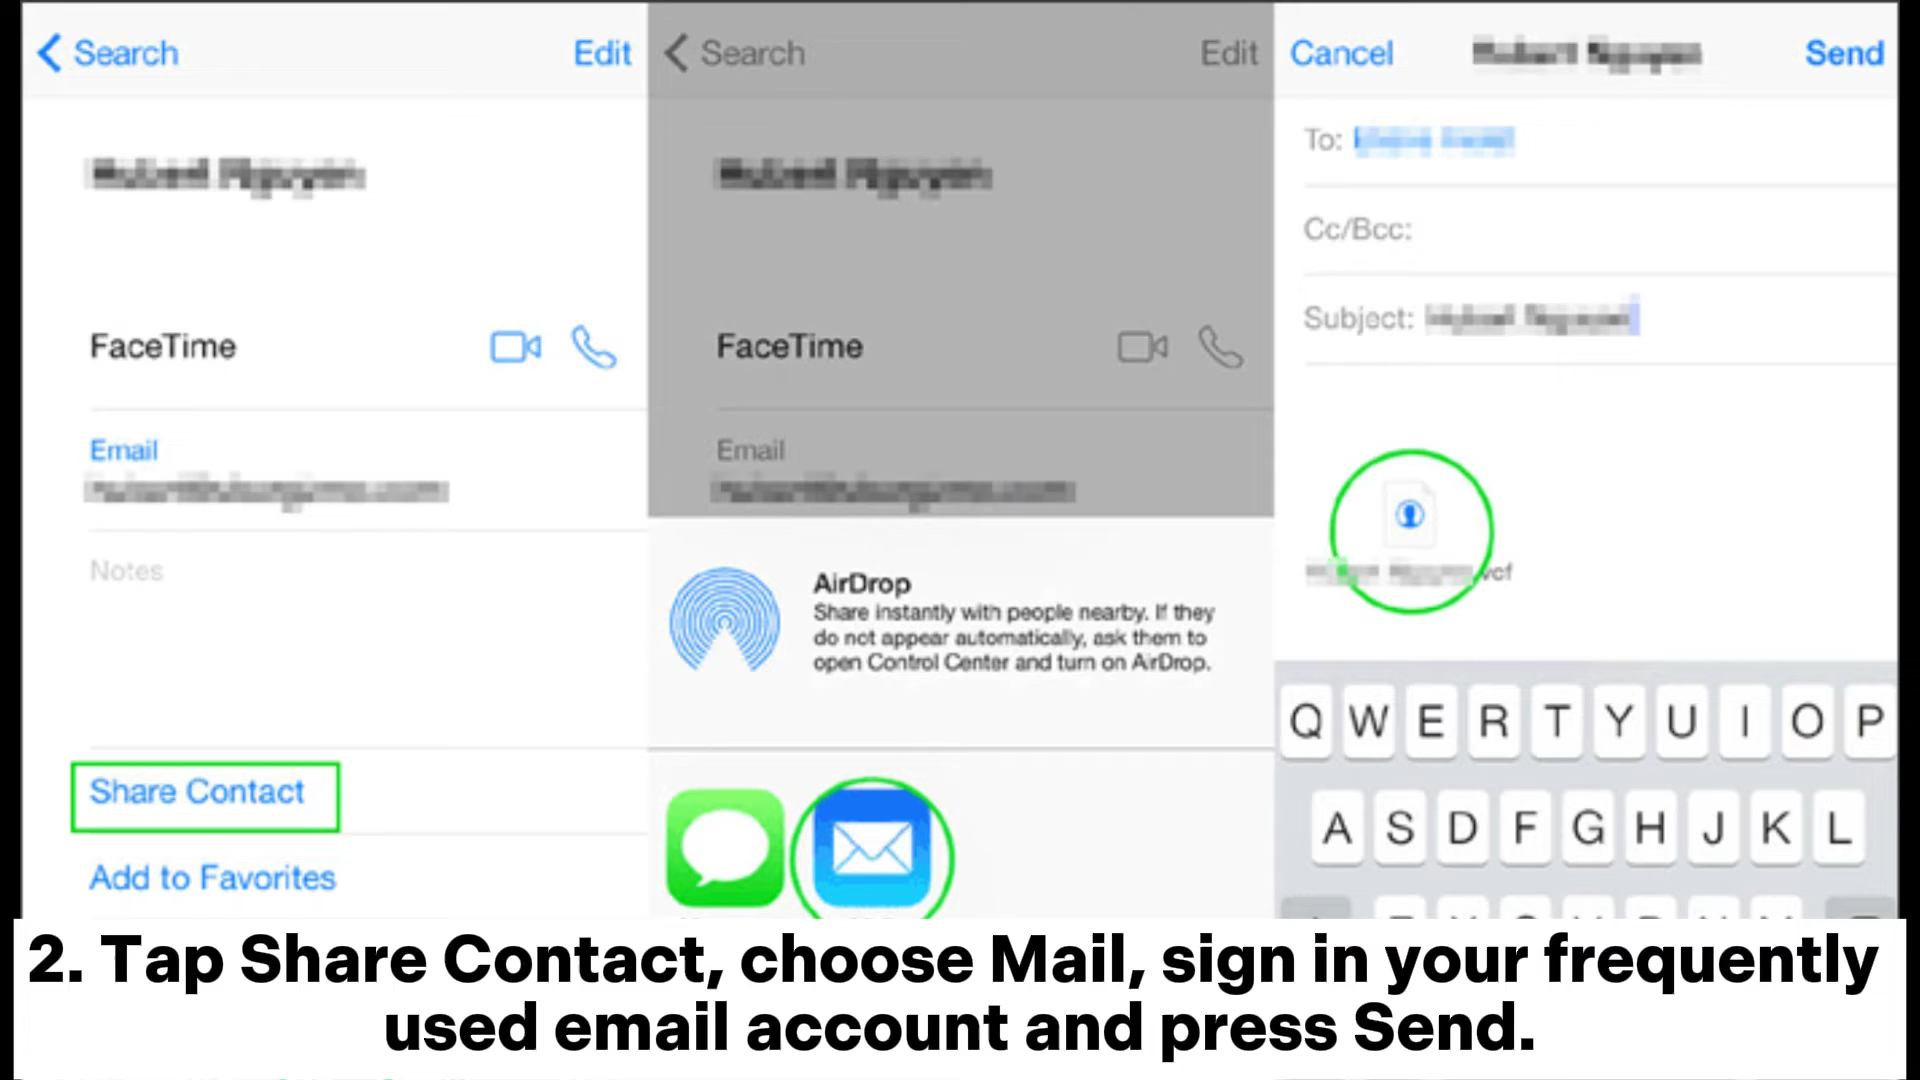 Search
Edit
FaceTime
Email
Notes
Share Contact
Add to Favorites
Search
Edit
FaceTime
Email
AirDrop
Share instantly with people nearby. If they
do not appear automatically, ask them to
open Control Center and turn on AirDrop.
Cancel
Send
To:
Cc/Bcc:
Subject:
.vcf
Q W E R T Y U I O P
A S D F G H J K L
2. Tap Share Contact, choose Mail, sign in your frequently
used email account and press Send.